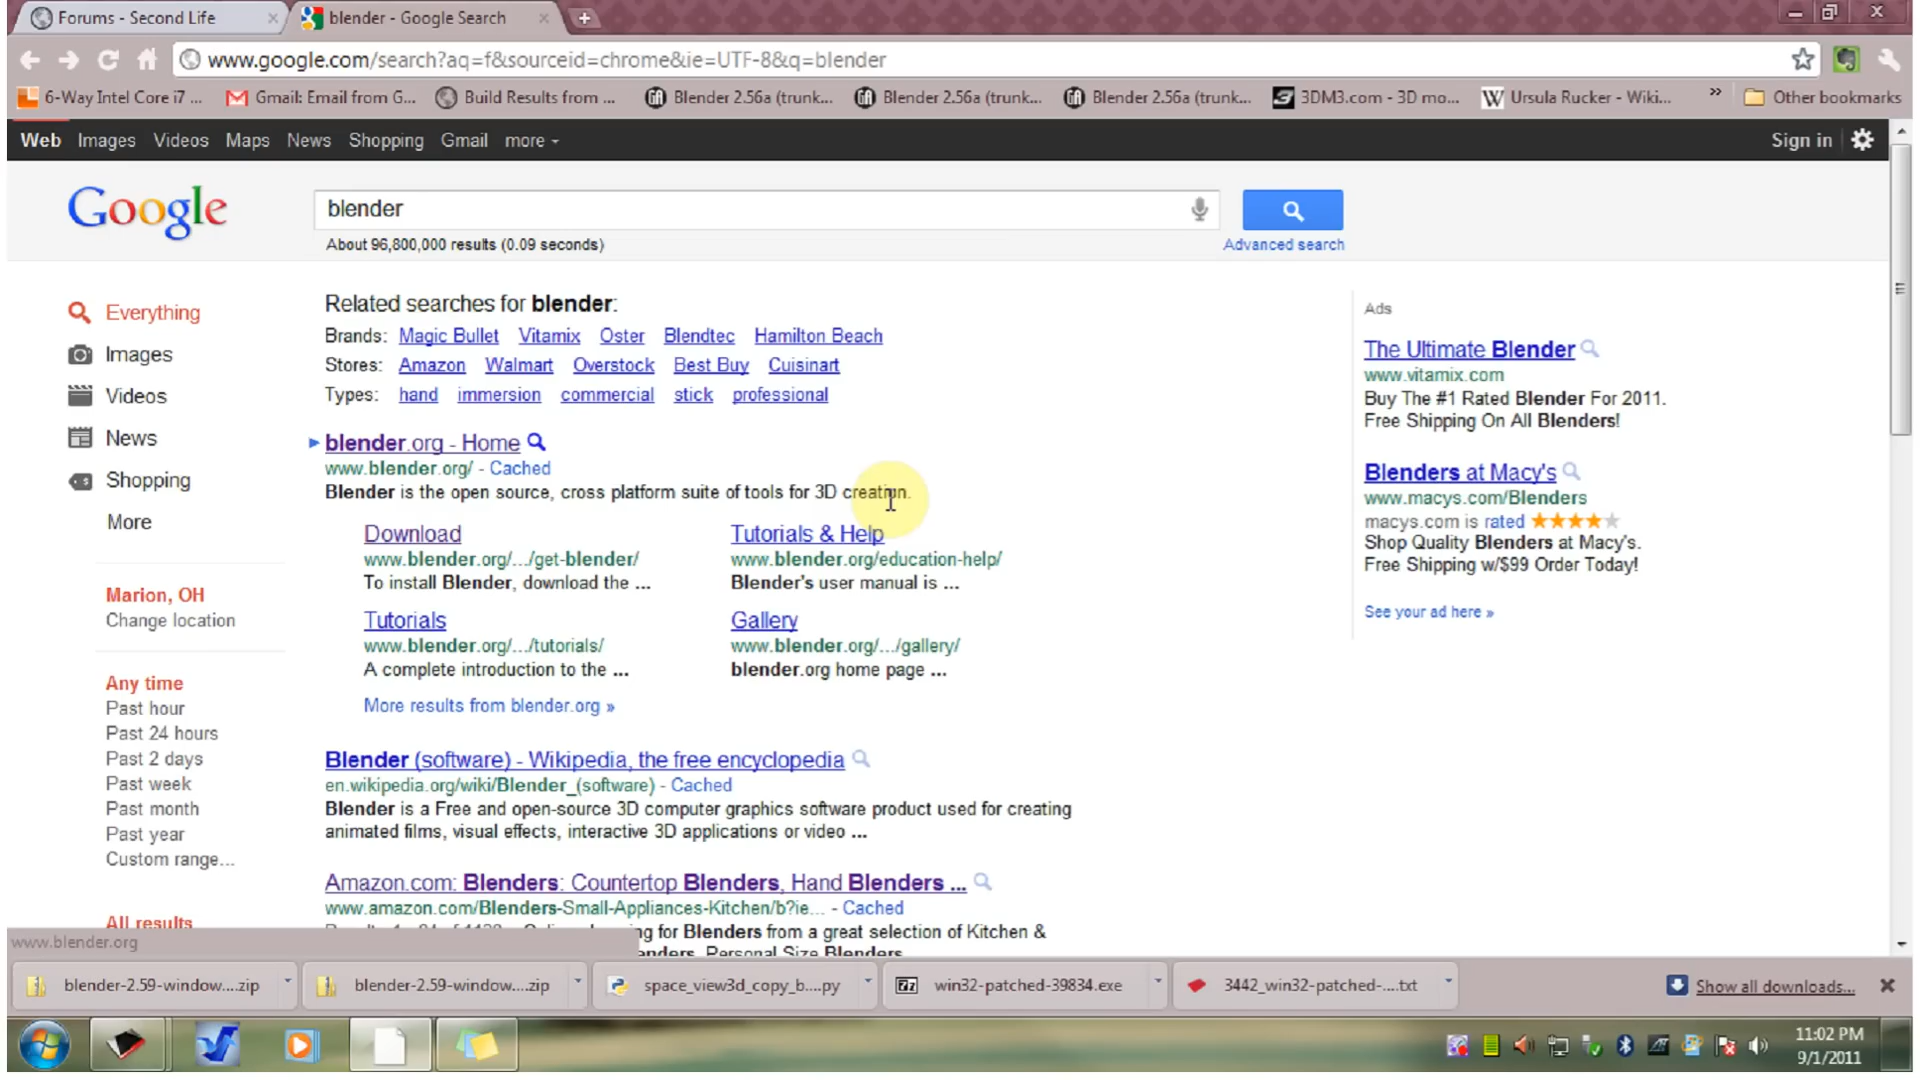 Forums - Second Life
blender - Google Search
www.google.com/search?aq=f&sourceid=chrome&ie=UTF-8&q=blender
6-Way Intel Core i7 ...
Gmail: Email from G...
Build Results from ...
Blender 2.56a (trunk...
Blender 2.56a (trunk...
Blender 2.56a (trunk...
3DM3.com - 3D mo...
Ursula Rucker - Wiki...
»
Other bookmarks
Web Images Videos Maps News Shopping Gmail more
Sign in
Google
blender
About 96,800,000 results (0.09 seconds)
Advanced search
Everything
Images
Videos
News
Shopping
More
Marion, OH
Change location
Any time
Past hour
Past 24 hours
Past 2 days
Past week
Past month
Past year
Custom range...
All results
Related searches for blender:
Brands: Magic Bullet Vitamix Oster Blendtec Hamilton Beach
Stores: Amazon Walmart Overstock Best Buy Cuisinart
Types: hand immersion commercial stick professional
blender.org - Home
www.blender.org/ - Cached
Blender is the open source, cross platform suite of tools for 3D creation.
Download
www.blender.org/.../get-blender/
To install Blender, download the ...
Tutorials & Help
www.blender.org/education-help/
Blender's user manual is ...
Tutorials
www.blender.org/.../tutorials/
A complete introduction to the ...
Gallery
www.blender.org/.../gallery/
blender.org home page ...
More results from blender.org »
Blender (software) - Wikipedia, the free encyclopedia
en.wikipedia.org/wiki/Blender_(software) - Cached
Blender is a Free and open-source 3D computer graphics software product used for creating
animated films, visual effects, interactive 3D applications or video ...
Amazon.com: Blenders: Countertop Blenders, Hand Blenders ...
www.amazon.com/Blenders-Small-Appliances-Kitchen/b?ie... - Cached
for Blenders from a great selection of Kitchen &
Personal Size Blenders
Ads
The Ultimate Blender
www.vitamix.com
Buy The #1 Rated Blender For 2011.
Free Shipping On All Blenders!
Blenders at Macy's
www.macys.com/Blenders
macys.com is rated
Shop Quality Blenders at Macy's.
Free Shipping w/$99 Order Today!
See your ad here »
www.blender.org
blender-2.59-window....zip
blender-2.59-window....zip
space_view3d_copy_b....py
win32-patched-39834.exe
3442_win32-patched-....txt
Show all downloads...
11:02 PM
9/1/2011